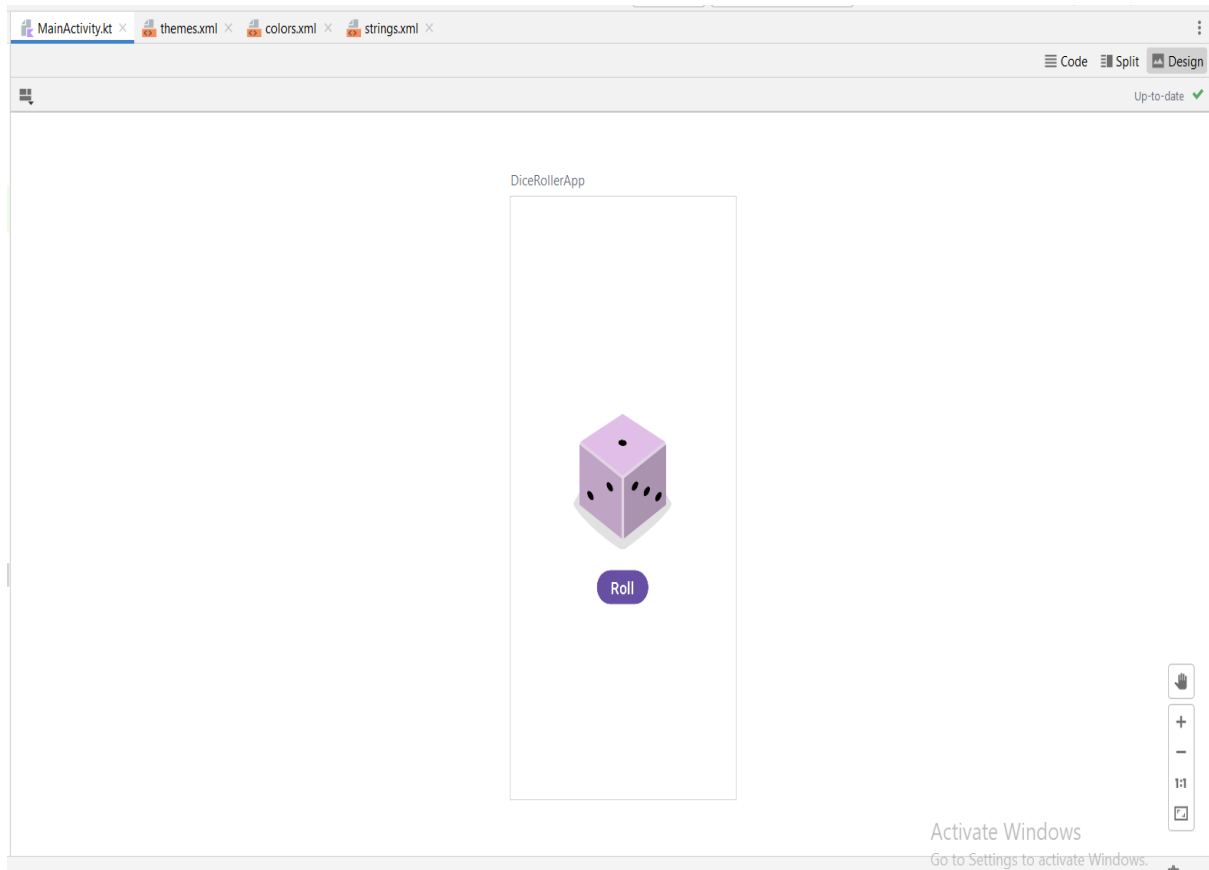 MainActivity.kt themes.xml colors.xml strings.xml
Code Split Design
Up-to-date
DiceRollerApp
Roll
1:1
Activate Windows
Go to Settings to activate Windows.